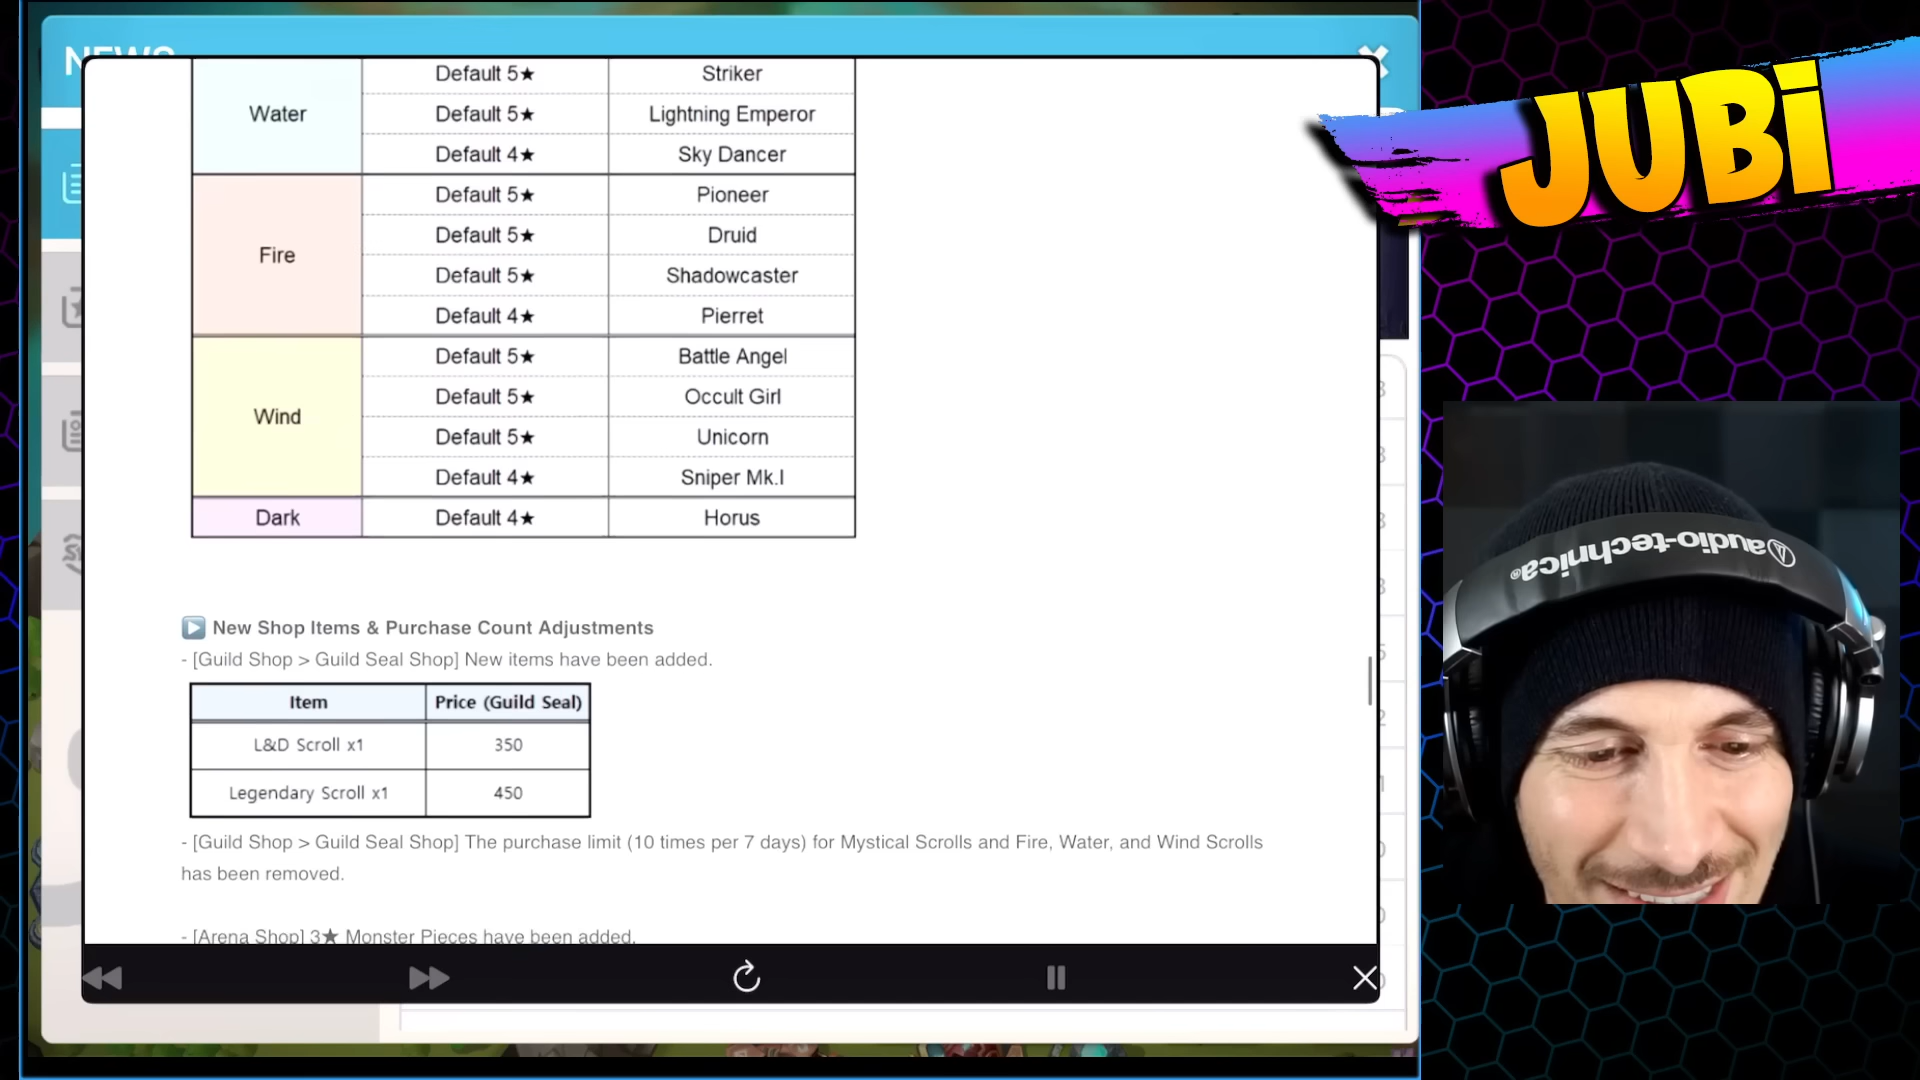 NEWS
Water Default 5★ Striker
Default 5★ Lightning Emperor
Default 4★ Sky Dancer
Fire Default 5★ Pioneer
Default 5★ Druid
Default 5★ Shadowcaster
Default 4★ Pierret
Wind Default 5★ Battle Angel
Default 5★ Occult Girl
Default 5★ Unicorn
Default 4★ Sniper Mk.I
Dark Default 4★ Horus
New Shop Items & Purchase Count Adjustments
- [Guild Shop > Guild Seal Shop] New items have been added.
Item Price (Guild Seal)
L&D Scroll x1 350
Legendary Scroll x1 450
- [Guild Shop > Guild Seal Shop] The purchase limit (10 times per 7 days) for Mystical Scrolls and Fire, Water, and Wind Scrolls
has been removed.
- [Arena Shop] 3★ Monster Pieces have been added.
JUBi
audio-technica®